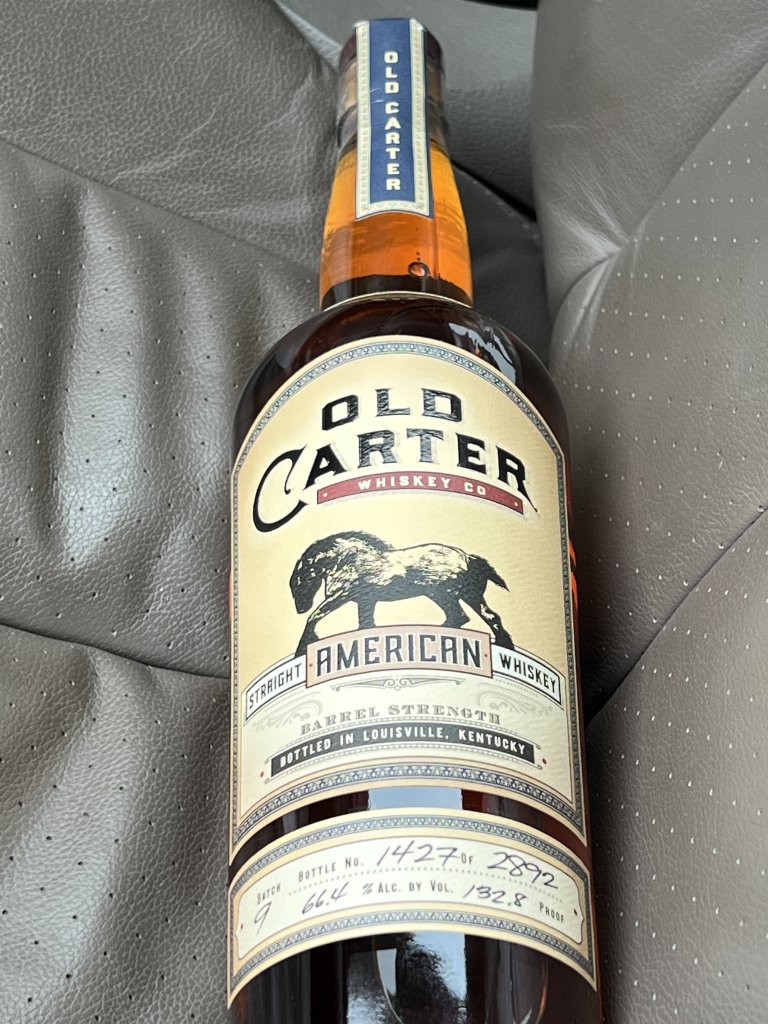 OLD CARTER
OLD
CARTER
WHISKEY CO
STRAIGHT AMERICAN WHISKEY
BARREL STRENGTH
BOTTLED IN LOUISVILLE, KENTUCKY
BATCH 9
BOTTLE NO. 1427 OF 2892
66.4 % ALC. BY VOL. 132.8 PROOF